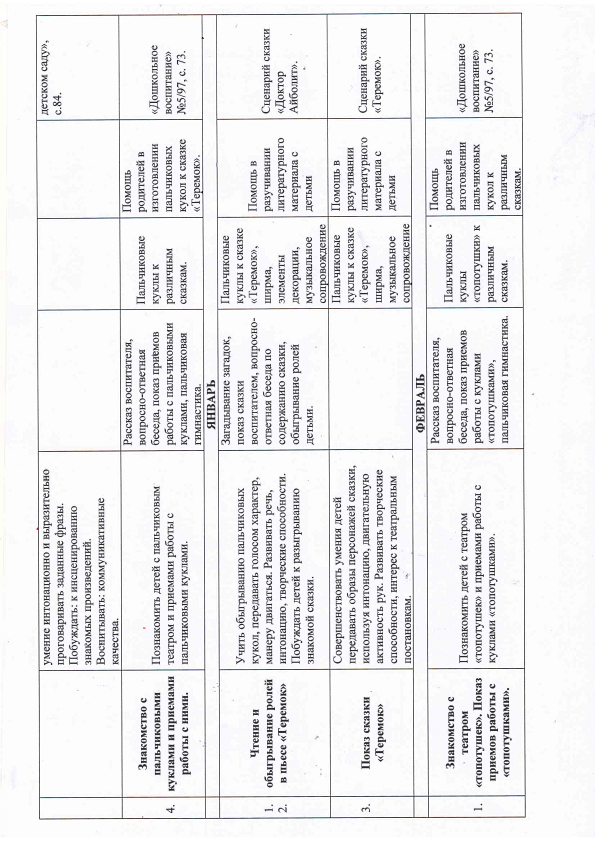 умение интонационно и выразительно
проговаривать заданные фразы.
Побуждать: к инсценированию
знакомых произведений.
Воспитывать: коммуникативные
качества.
детском саду»,
с.84.
4.
Знакомство с
пальчиковыми
куклами и приемами
работы с ними.
Познакомить детей с пальчиковым
театром и приемами работы с
пальчиковыми куклами.
Рассказ воспитателя,
вопросно-ответная
беседа, показ приёмов
работы с пальчиковыми
куклами, пальчиковая
гимнастика.
Пальчиковые
куклы к
различным
сказкам.
Помощь
родителей в
изготовлении
пальчиковых
кукол к сказке
«Теремок».
«Дошкольное
воспитание»
№5/97, с. 73.
ЯНВАРЬ
1.
2.
Чтение и
обыгрывание ролей
в пьесе «Теремок»
Учить обыгрыванию пальчиковых
кукол, передавать голосом характер,
манеру двигаться. Развивать речь,
интонацию, творческие способности.
Побуждать детей к разыгрыванию
знакомой сказки.
Загадывание загадок,
показ сказки
воспитателем, вопросно-
ответная беседа по
содержанию сказки,
обыгрывание ролей
детьми.
Пальчиковые
куклы к сказке
«Теремок»,
ширма,
элементы
декорации,
музыкальное
сопровождение
Помощь в
разучивании
литературного
материала с
детьми
Сценарий сказки
«Доктор
Айболит».
3.
Показ сказки
«Теремок»
Совершенствовать умения детей
передавать образы персонажей сказки,
используя интонацию, двигательную
активность рук. Развивать творческие
способности, интерес к театральным
постановкам.
Пальчиковые
куклы к сказке
«Теремок»,
ширма,
музыкальное
сопровождение
Помощь в
разучивании
литературного
материала с
детьми
Сценарий сказки
«Теремок».
ФЕВРАЛЬ
1.
Знакомство с
театром
«топотушек». Показ
приемов работы с
«топотушками».
Познакомить детей с театром
«топотушек» и приемами работы с
куклами «топотушками».
Рассказ воспитателя,
вопросно-ответная
беседа, показ приемов
работы с куклами
«топотушками»,
пальчиковая гимнастика.
Пальчиковые
куклы
«топотушки» к
различным
сказкам.
Помощь
родителей в
изготовлении
пальчиковых
кукол к
различным
сказкам.
«Дошкольное
воспитание»
№5/97, с. 73.